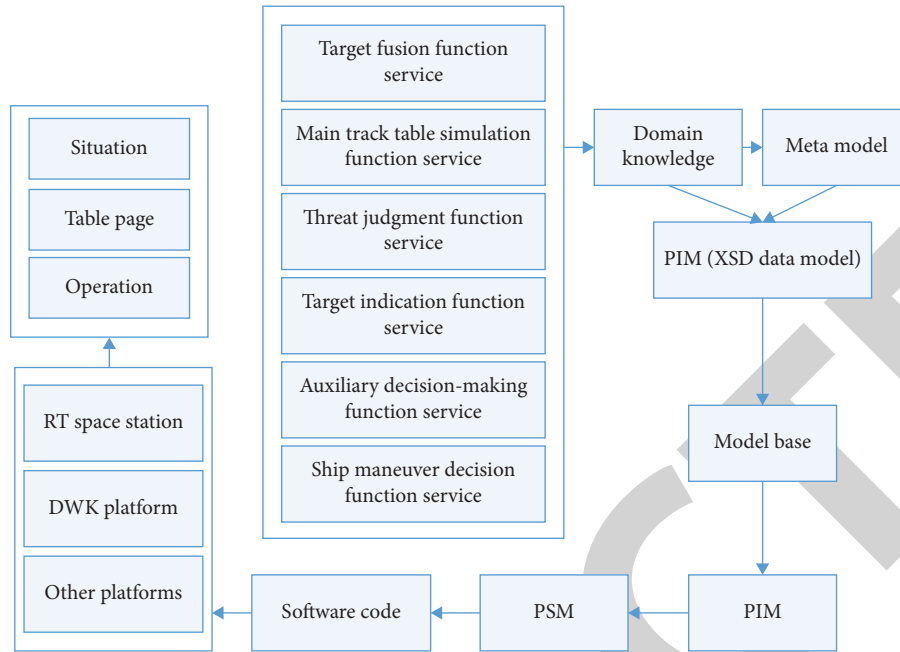 Target fusion function
service
Main track table simulation
function service
Threat judgment function
service
Target indication function
service
Auxiliary decision-making
function service
Ship maneuver decision
function service
Domain
knowledge
Meta model
PIM (XSD data model)
Model base
PIM
PSM
Software code
RT space station
DWK platform
Other platforms
Situation
Table page
Operation